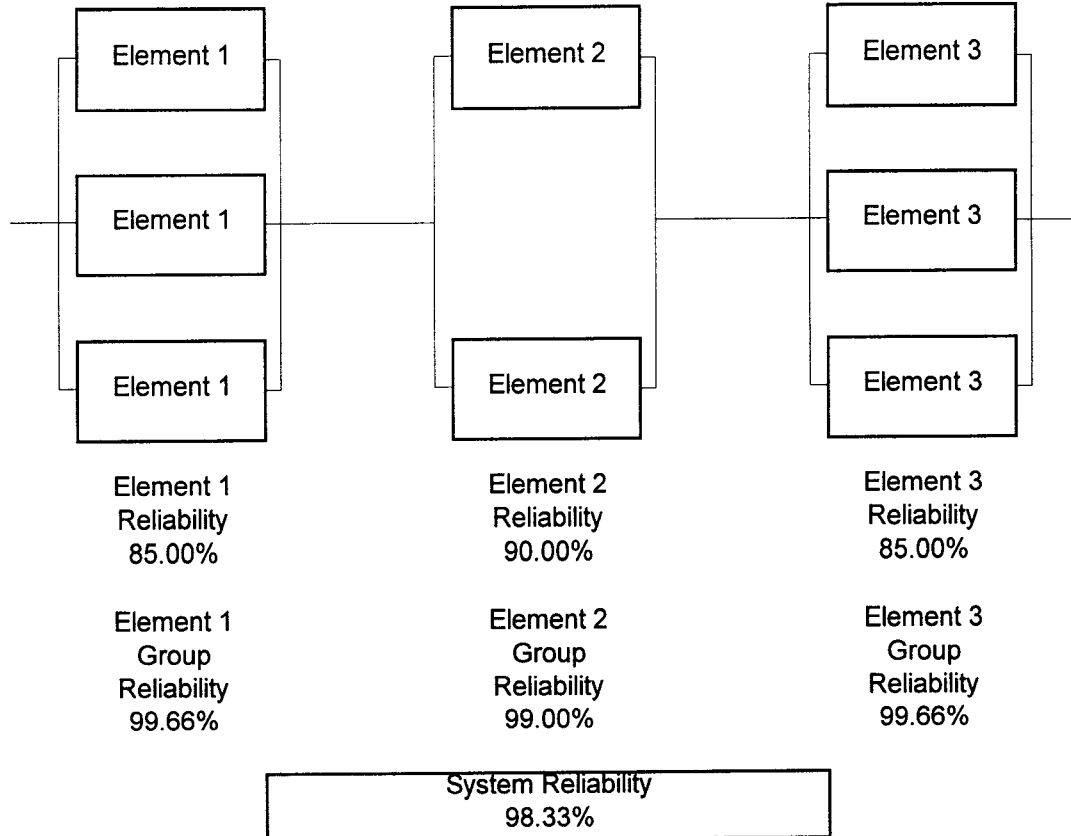 Element 1
Element 2
Element 3
Element 1
Element 3
Element 1
Element 2
Element 3
Element 1
Reliability
85.00%
Element 2
Reliability
90.00%
Element 3
Reliability
85.00%
Element 1
Group
Reliability
99.66%
Element 2
Group
Reliability
99.00%
Element 3
Group
Reliability
99.66%
System Reliability
98.33%